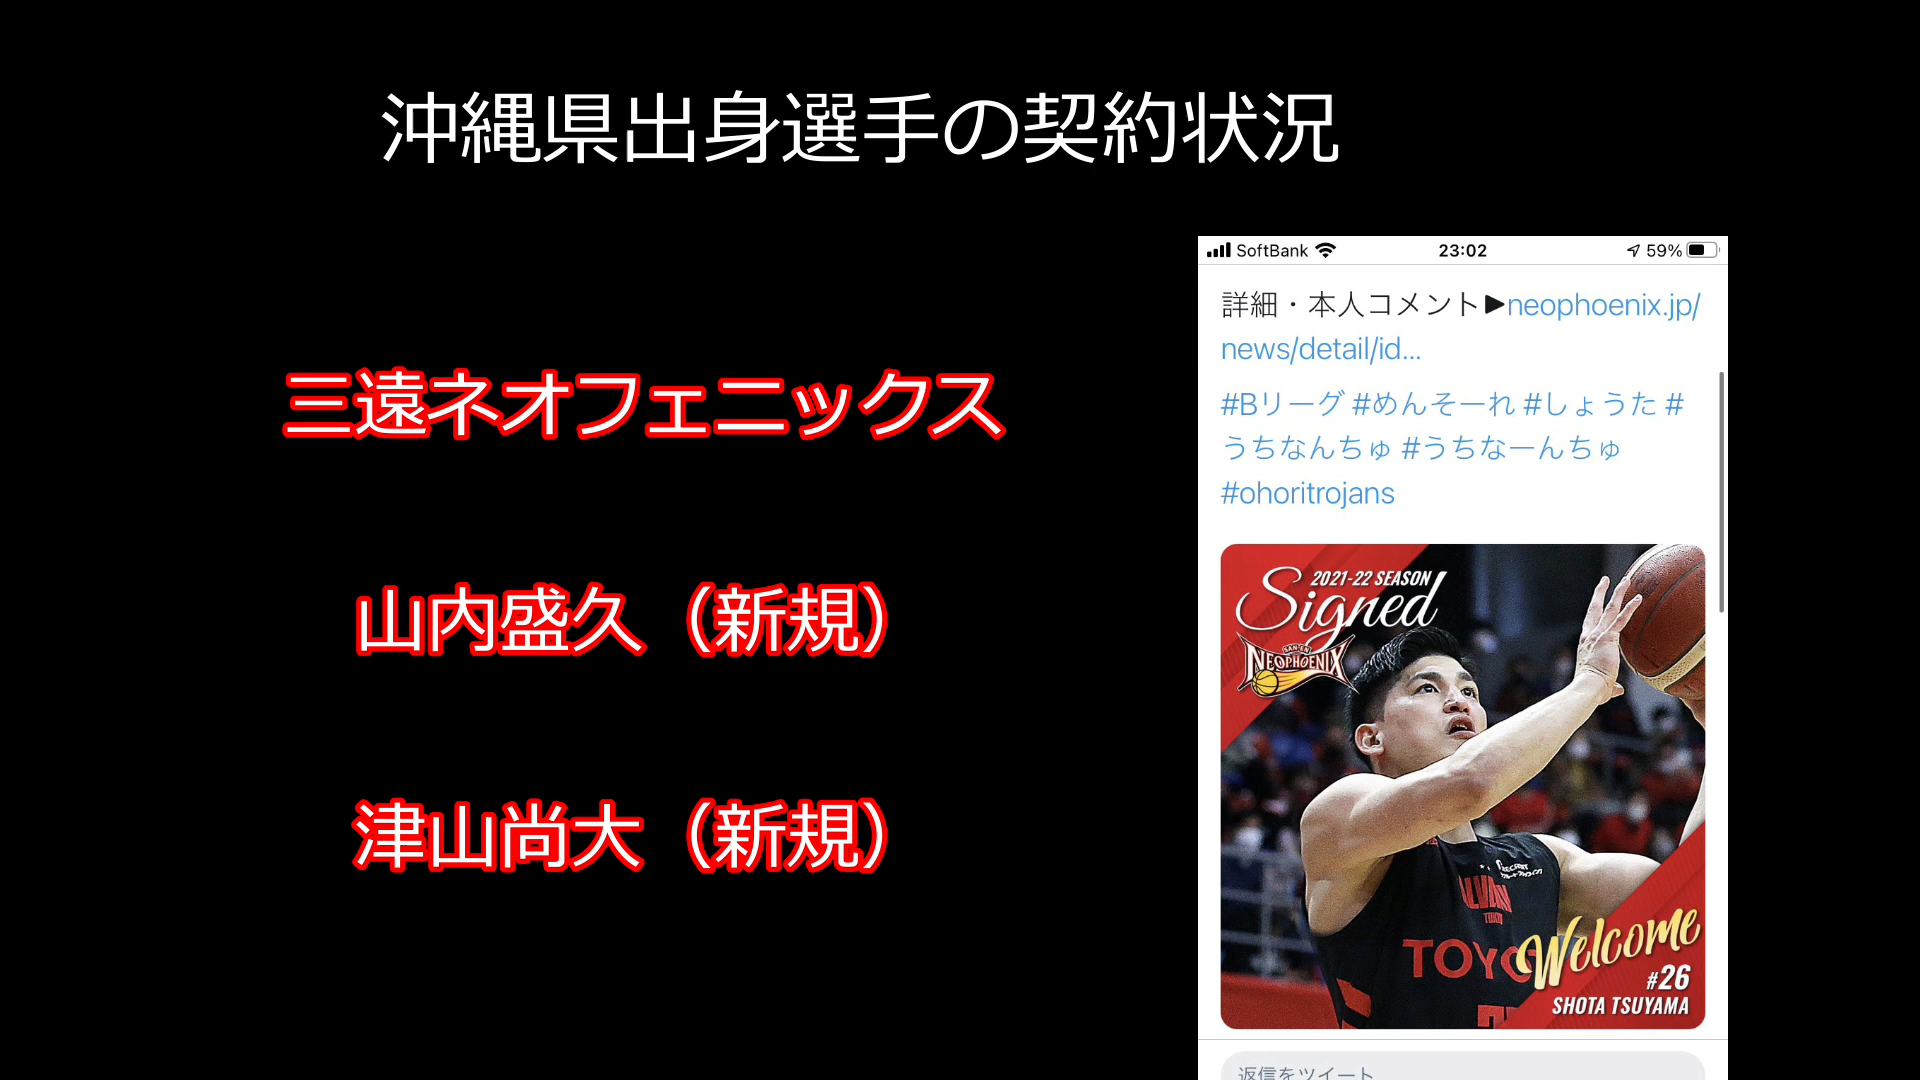 沖縄県出身選手の契約状況
三遠ネオフェニックス
山内盛久（新規）
津山尚大（新規）
SoftBank 23:02 59%
詳細・本人コメント▶neophoenix.jp/
news/detail/id...
#Bリーグ #めんそーれ #しょうた #
うちなんちゅ #うちなーんちゅ
#ohoritrojans
2021-22 SEASON
Signed
SAN-EN
NEOPHOENIX
TOKYO
TOYO
Welcome
#26
SHOTA TSUYAMA
返信をツイート